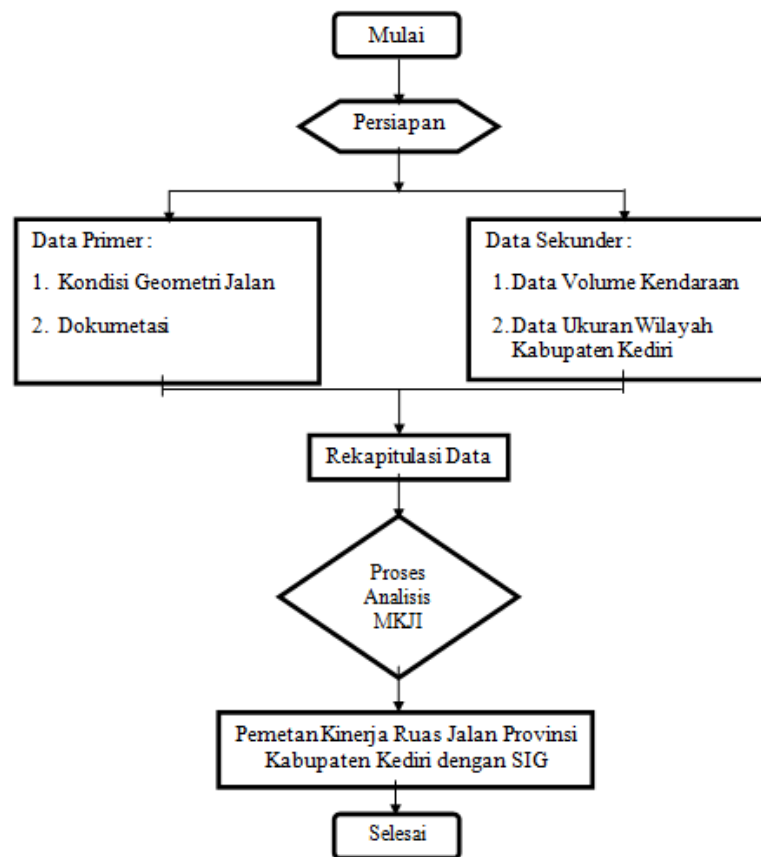 Mulai
Persiapan
Data Primer :
1. Kondisi Geometri Jalan
2. Dokumetasi
Data Sekunder :
1. Data Volume Kendaraan
2. Data Ukuran Wilayah
Kabupaten Kediri
Rekapitulasi Data
Proses
Analisis
MKJI
Pemetan Kinerja Ruas Jalan Provinsi
Kabupaten Kediri dengan SIG
Selesai